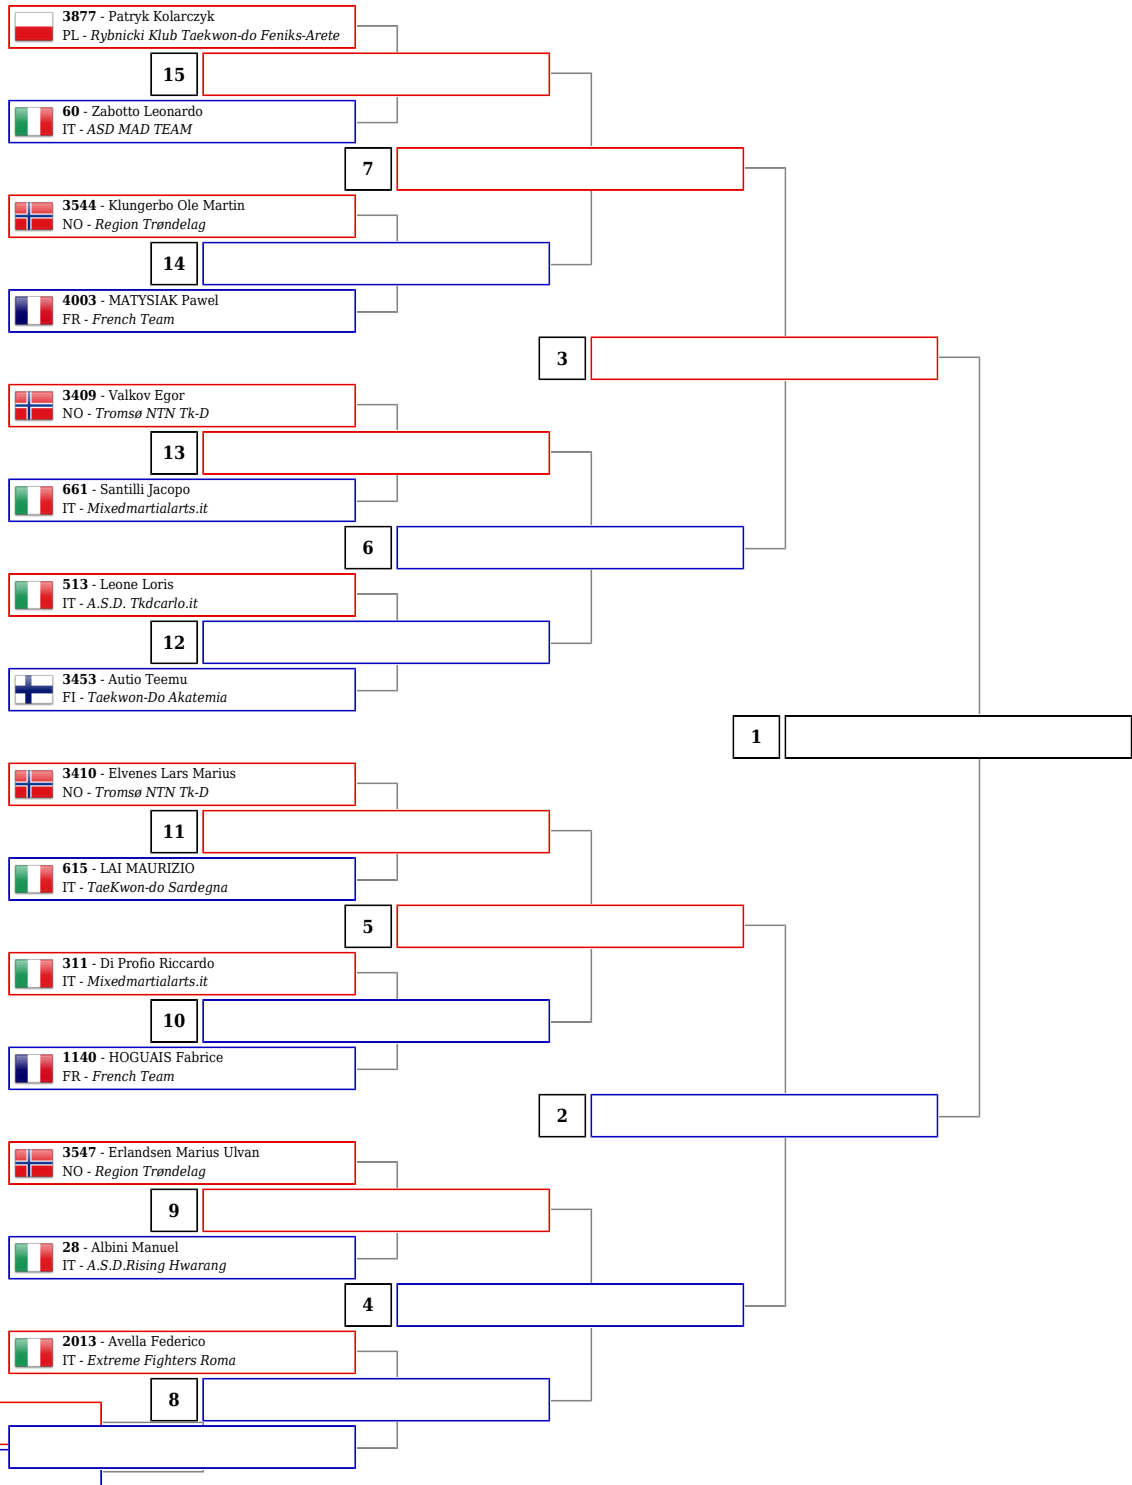 3877 - Patryk Kolarczyk
PL - Rybnicki Klub Taekwon-do Feniks-Arete
15
60 - Zabotto Leonardo
IT - ASD MAD TEAM
7
3544 - Klungerbo Ole Martin
NO - Region Trøndelag
14
4003 - MATYSIAK Pawel
FR - French Team
3
3409 - Valkov Egor
NO - Tromsø NTN Tk-D
13
661 - Santilli Jacopo
IT - Mixedmartialarts.it
6
513 - Leone Loris
IT - A.S.D. Tkdcarlo.it
12
3453 - Autio Teemu
FI - Taekwon-Do Akatemia
1
3410 - Elvenes Lars Marius
NO - Tromsø NTN Tk-D
11
615 - LAI MAURIZIO
IT - TaeKwon-do Sardegna
5
311 - Di Profio Riccardo
IT - Mixedmartialarts.it
10
1140 - HOGUAIS Fabrice
FR - French Team
2
3547 - Erlandsen Marius Ulvan
NO - Region Trøndelag
9
28 - Albini Manuel
IT - A.S.D.Rising Hwarang
4
2013 - Avella Federico
IT - Extreme Fighters Roma
8